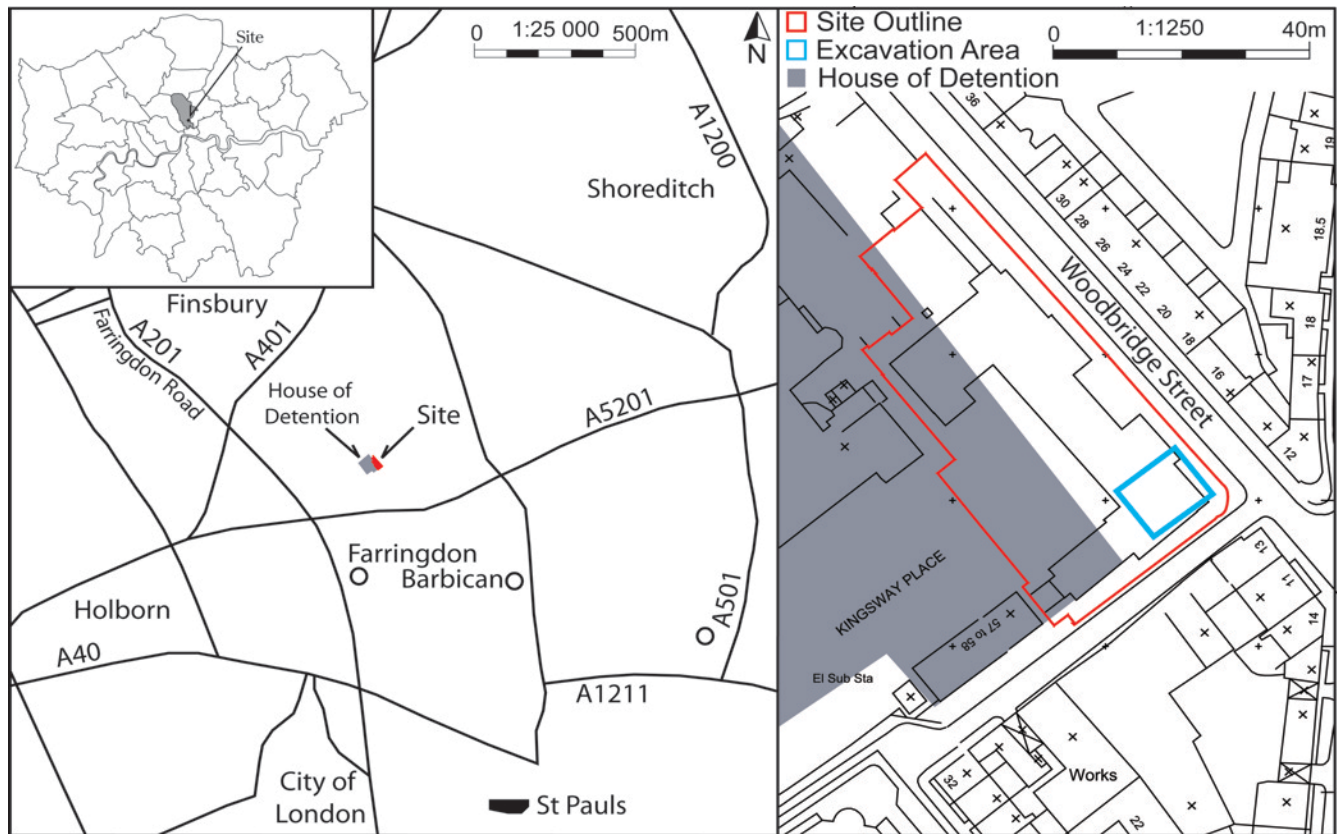 Site
1:25 000
0
500m
N
A1200
Shoreditch
Finsbury
A201
Farringdon Road
A401
House of
Detention
Site
A5201
Farringdon
Barbican
A501
Holborn
A40
A1211
City of
London
St Pauls
Site Outline
Excavation Area
House of Detention
1:1250
0
40m
36
30
28
26
24
22
20
18
16
12
19
18.5
18
17
Woodbridge Street
KINGSWAY PLACE
57 to 58
El Sub Sta
13
11
14
32
Works
22